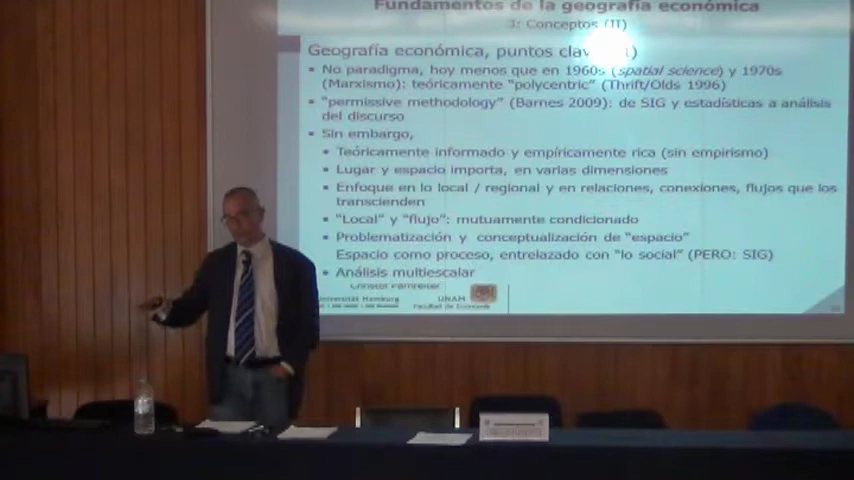 Fundamentos de la geografía económica
3: Conceptos (II)
Geografía económica, puntos
No paradigma, hoy menos que en 1960s (spatial science) y 1970s
(Marxismo): teóricamente “polycentric” (Thrift/Olds 1996)
“permissive methodology” (Barnes 2009): de SIG y estadísticas a análisis
del discurso
Sin embargo,
Teóricamente informado y empíricamente rica (sin empirismo)
Lugar y espacio importa, en varias dimensiones
Enfoque en lo local / regional y en relaciones, conexiones, flujos que los
transcienden
“Local” y “flujo”: mutuamente condicionado
Problematización y conceptualización de “espacio”
Espacio como proceso, entrelazado con “lo social” (PERO: SIG)
Análisis multiescalar
Christof Parnreiter
Universität Hamburg
UNAM
Facultad de Economía